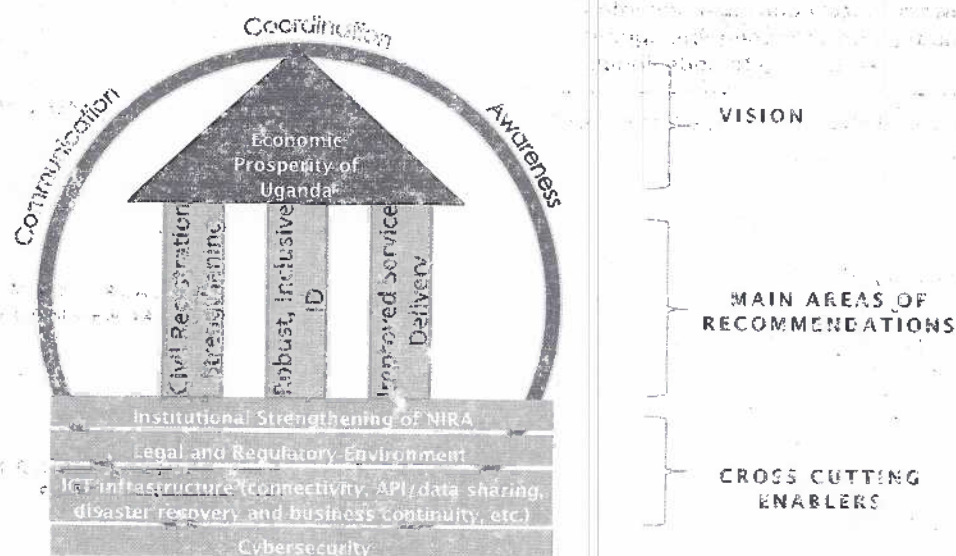 Coordination
Communication
Awareness
Economic
Prosperity of
Uganda
Civil Registration
Strengthening
Robust, Inclusive
ID
Improved Service
Delivery
Institutional Strengthening of NIRA
Legal and Regulatory Environment
ICT infrastructure (connectivity, API/data sharing,
disaster recovery and business continuity, etc.)
Cybersecurity
VISION
MAIN AREAS OF
RECOMMENDATIONS
CROSS CUTTING
ENABLERS